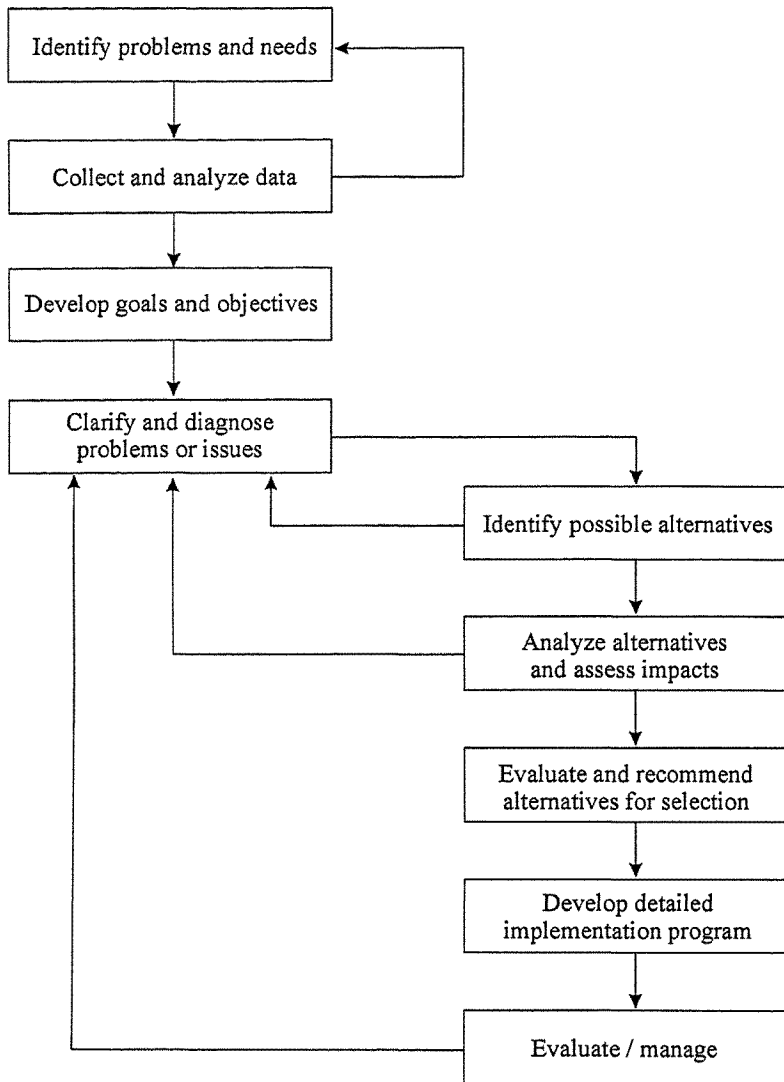 Identify problems and needs
Collect and analyze data
Develop goals and objectives
Clarify and diagnose
problems or issues
Identify possible alternatives
Analyze alternatives
and assess impacts
Evaluate and recommend
alternatives for selection
Develop detailed
implementation program
Evaluate / manage